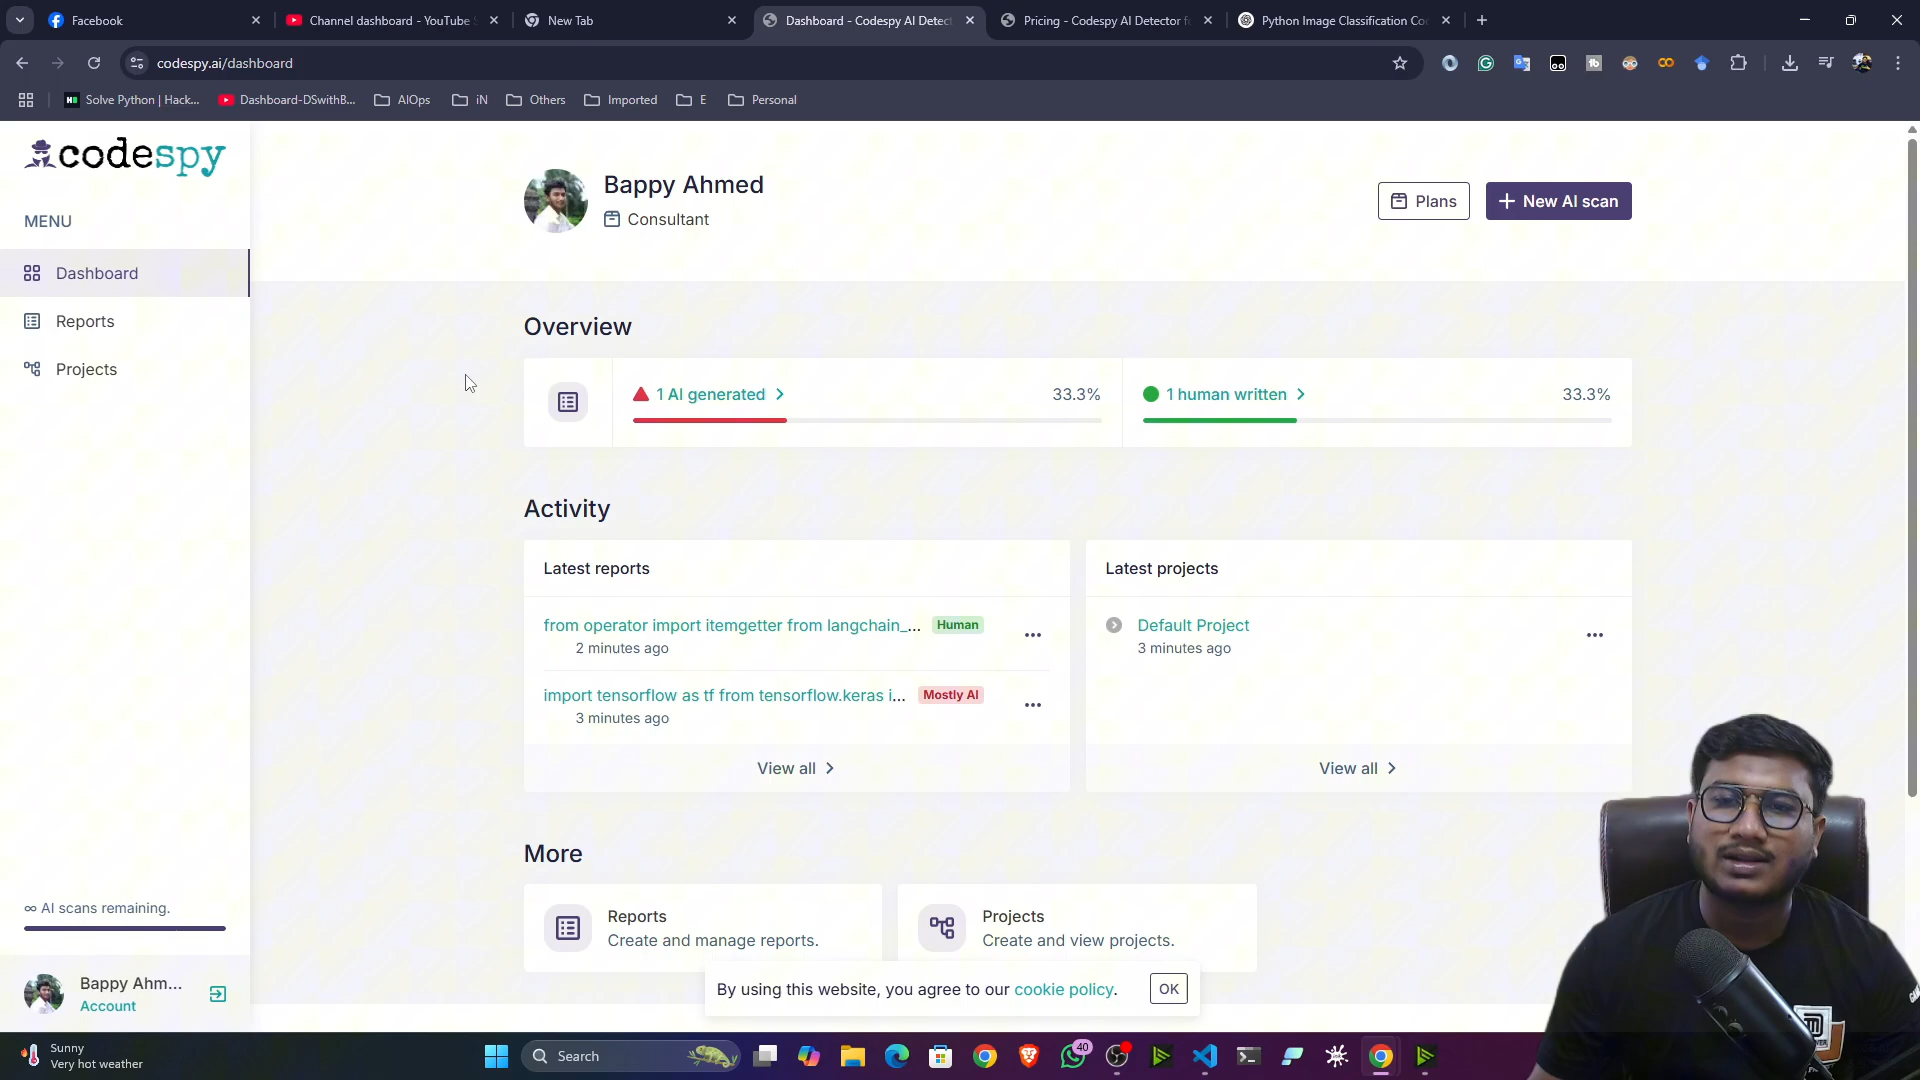 Facebook
Channel dashboard - YouTube
New Tab
Dashboard - Codespy AI Detect
Pricing - Codespy AI Detector f
Python Image Classification Co
codespy.ai/dashboard
Solve Python | Hack...
Dashboard-DSwithB...
AIOps
iN
Others
Imported
E
Personal
codespy
MENU
Dashboard
Reports
Projects
∞ AI scans remaining.
Bappy Ahm...
Account
Bappy Ahmed
Consultant
Plans
New AI scan
Overview
1 AI generated
33.3%
1 human written
33.3%
Activity
Latest reports
from operator import itemgetter from langchain_...
Human
2 minutes ago
import tensorflow as tf from tensorflow.keras i...
Mostly AI
3 minutes ago
View all
Latest projects
Default Project
3 minutes ago
View all
More
Reports
Create and manage reports.
Projects
Create and view projects.
By using this website, you agree to our cookie policy.
OK
Sunny
Very hot weather
Search
40